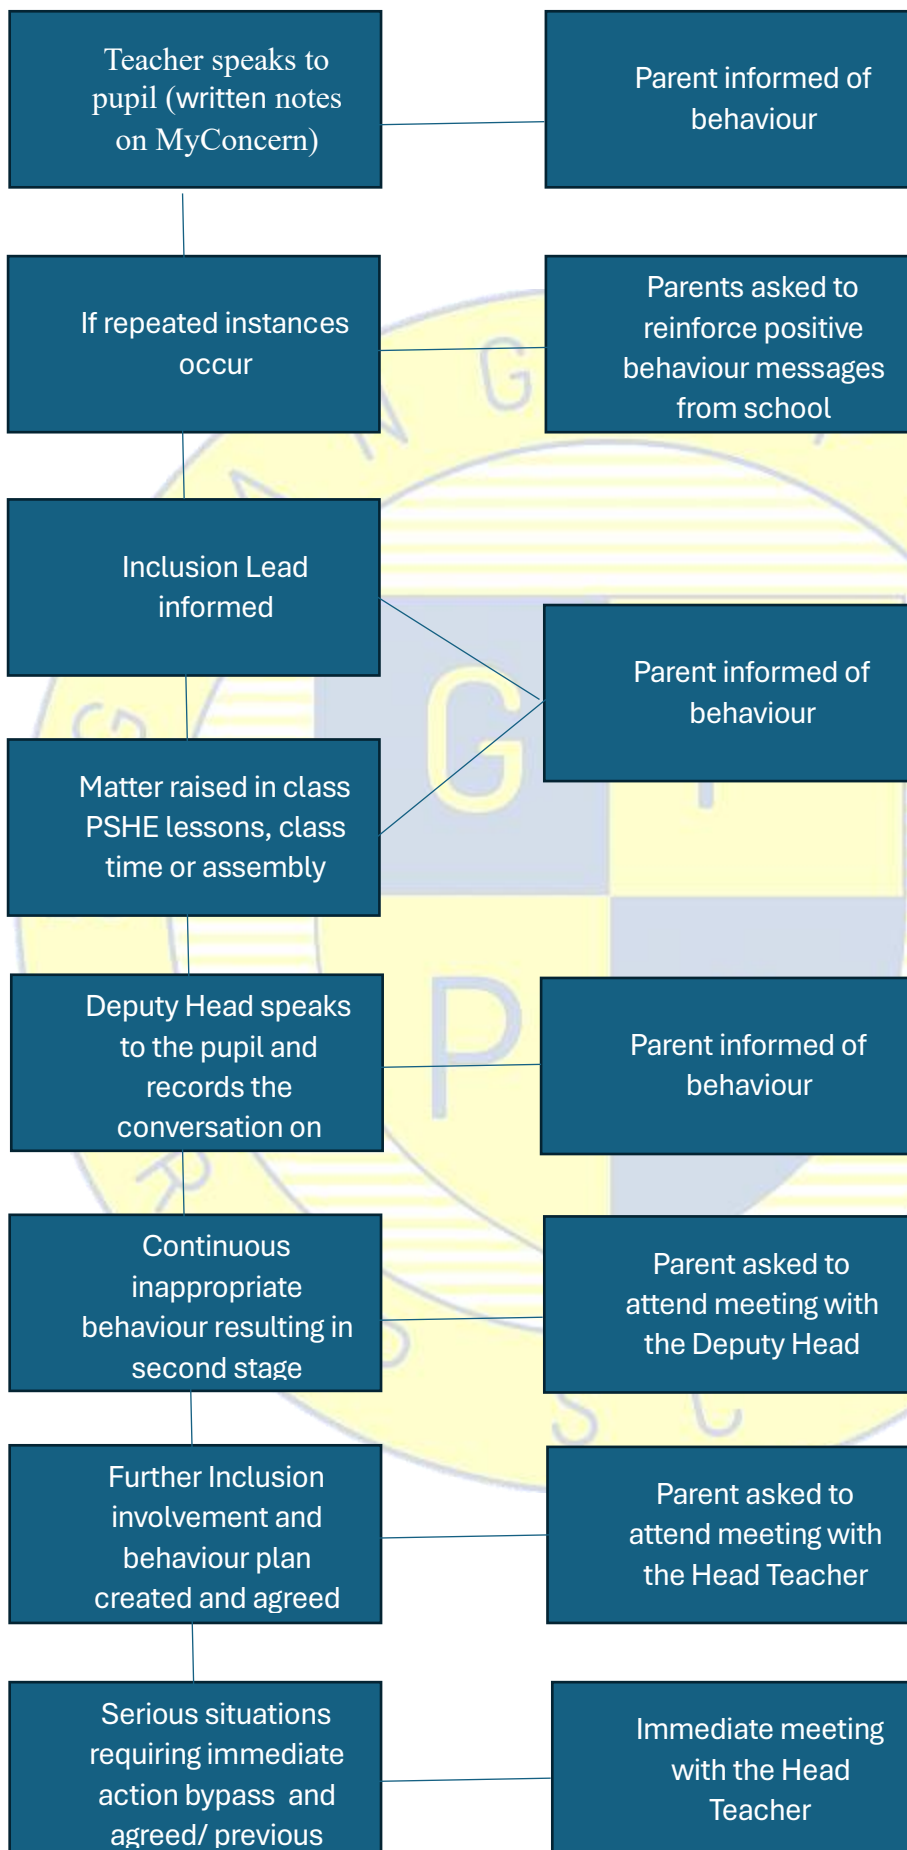 Teacher speaks to
pupil (written notes
on MyConcern)
Parent informed of
behaviour
If repeated instances
occur
Parents asked to
reinforce positive
behaviour messages
from school
Inclusion Lead
informed
Parent informed of
behaviour
Matter raised in class
PSHE lessons, class
time or assembly
Deputy Head speaks
to the pupil and
records the
conversation on
Parent informed of
behaviour
Continuous
inappropriate
behaviour resulting in
second stage
Parent asked to
attend meeting with
the Deputy Head
Further Inclusion
involvement and
behaviour plan
created and agreed
Parent asked to
attend meeting with
the Head Teacher
Serious situations
requiring immediate
action bypass  and
agreed/ previous
Immediate meeting
with the Head
Teacher
G
P